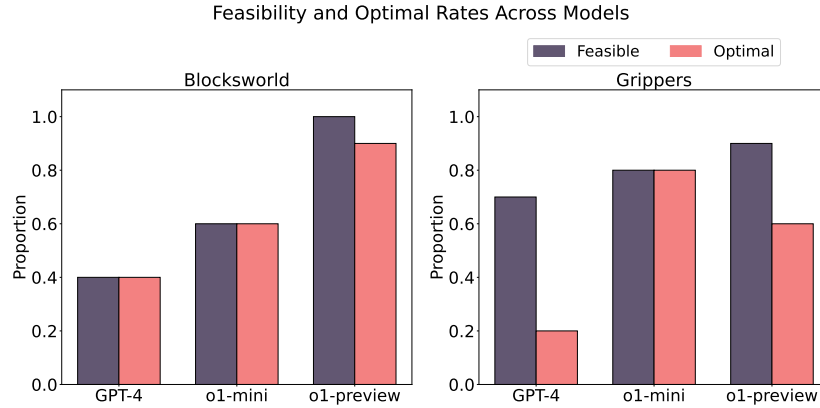 Feasibility and Optimal Rates Across Models
Feasible Optimal
Blocksworld
Proportion
1.0
0.8
0.6
0.4
0.2
0.0
GPT-4 o1-mini o1-preview
Grippers
Proportion
1.0
0.8
0.6
0.4
0.2
0.0
GPT-4 o1-mini o1-preview